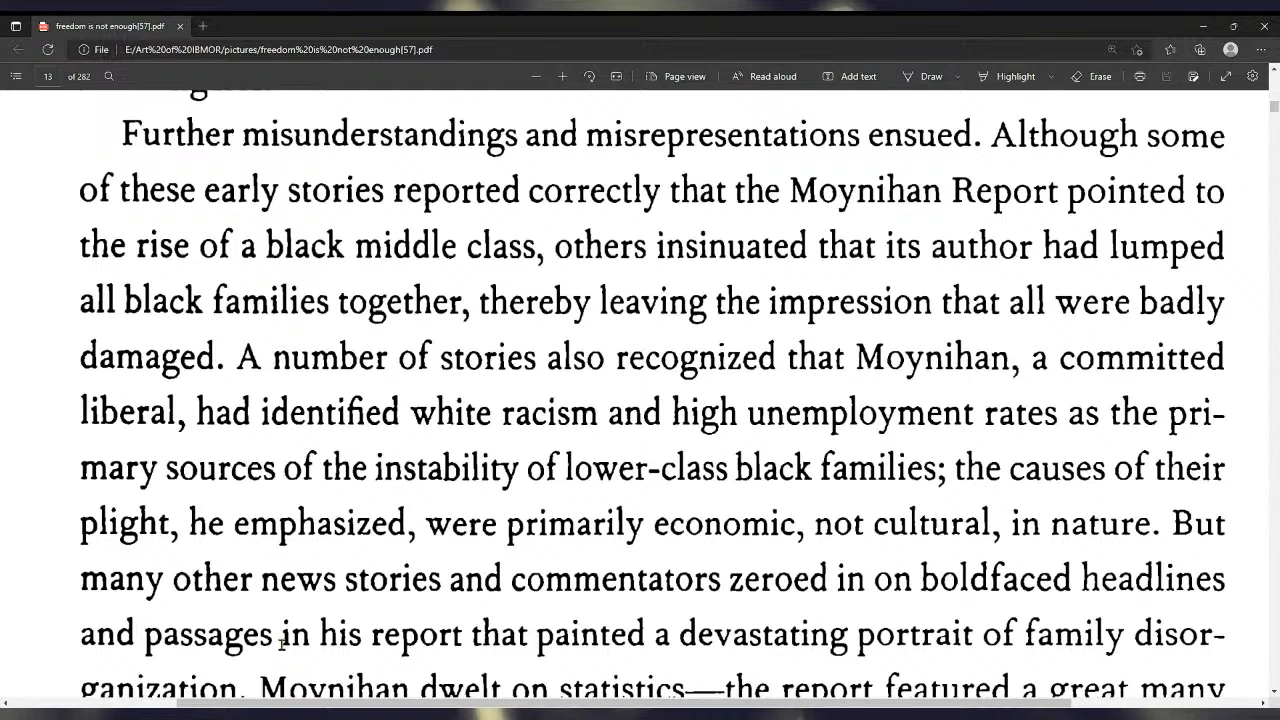 freedom is not enough[57].pdf
File
E:/Art%20of%20IBMOR/pictures/freedom%20is%20not%20enough[57].pdf
13 of 282
Page view
Read aloud
Add text
Draw
Highlight
Erase
Further misunderstandings and misrepresentations ensued. Although some
of these early stories reported correctly that the Moynihan Report pointed to
the rise of a black middle class, others insinuated that its author had lumped
all black families together, thereby leaving the impression that all were badly
damaged. A number of stories also recognized that Moynihan, a committed
liberal, had identified white racism and high unemployment rates as the pri-
mary sources of the instability of lower-class black families; the causes of their
plight, he emphasized, were primarily economic, not cultural, in nature. But
many other news stories and commentators zeroed in on boldfaced headlines
and passages in his report that painted a devastating portrait of family disor-
ganization. Moynihan dwelt on statistics—the report featured a great many